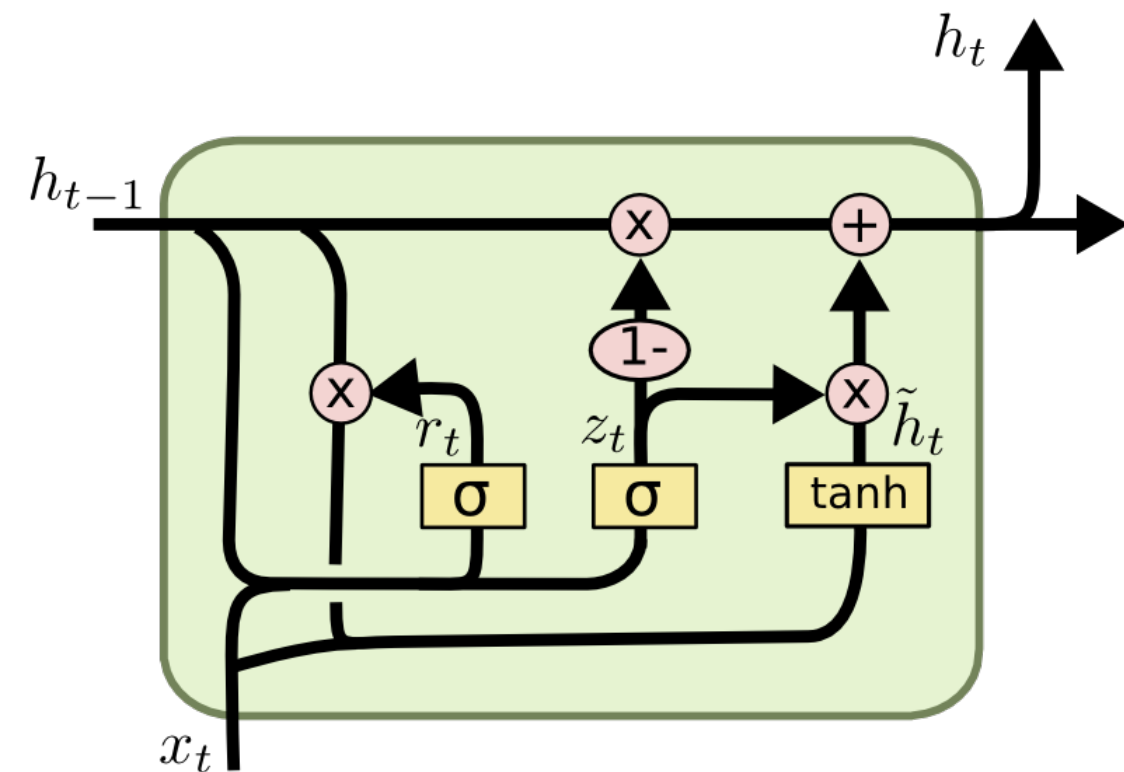 h_t
h_{t-1}
x +
1-
x x
r_t z_t h̃_t
σ σ tanh
x_t